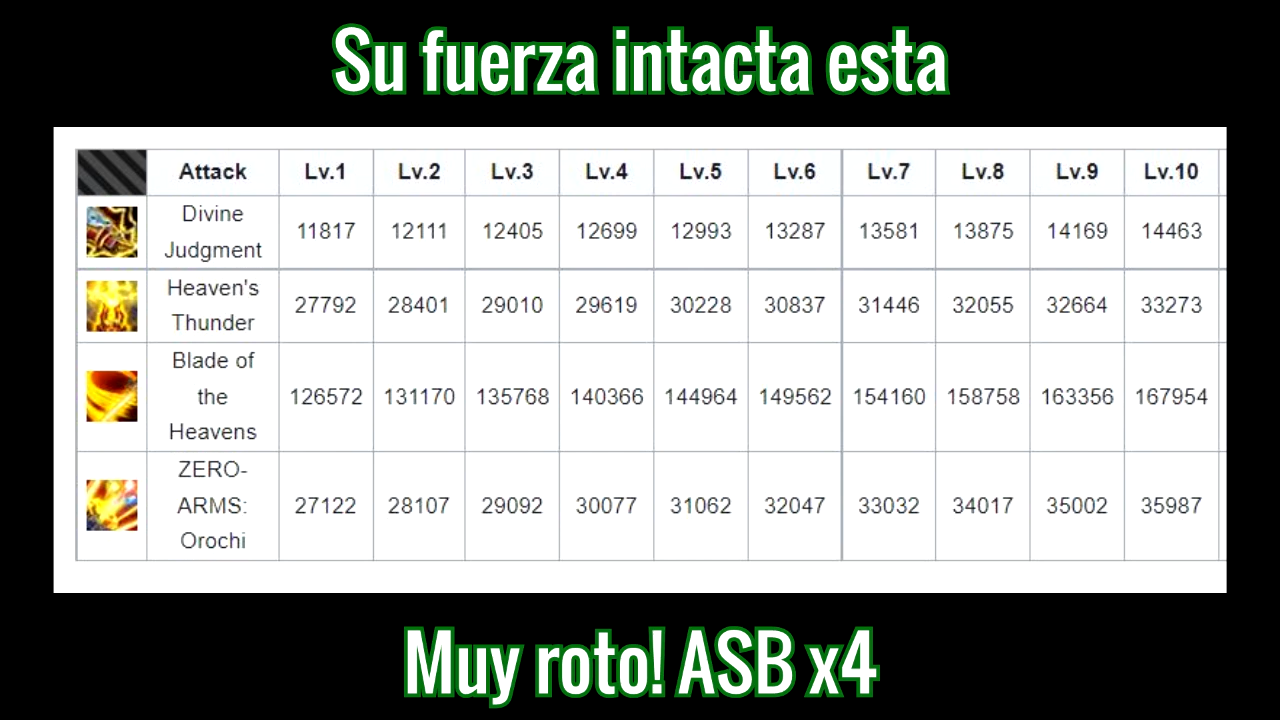 Su fuerza intacta esta
Attack Lv.1 Lv.2 Lv.3 Lv.4 Lv.5 Lv.6 Lv.7 Lv.8 Lv.9 Lv.10
Divine
Judgment
11817 12111 12405 12699 12993 13287 13581 13875 14169 14463
Heaven's
Thunder
27792 28401 29010 29619 30228 30837 31446 32055 32664 33273
Blade of
the
Heavens
126572 131170 135768 140366 144964 149562 154160 158758 163356 167954
ZERO-
ARMS:
Orochi
27122 28107 29092 30077 31062 32047 33032 34017 35002 35987
Muy roto! ASB x4